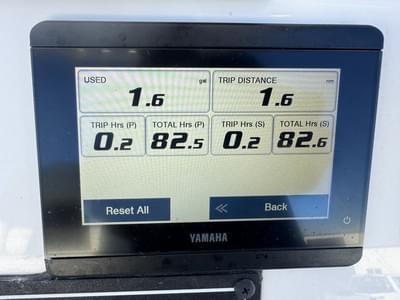 USED gal TRIP DISTANCE
1.6 1.6
TRIP Hrs (P) TOTAL Hrs (P) TRIP Hrs (S) TOTAL Hrs (S)
0.2 82.5 0.2 82.6
Reset All Back
YAMAHA